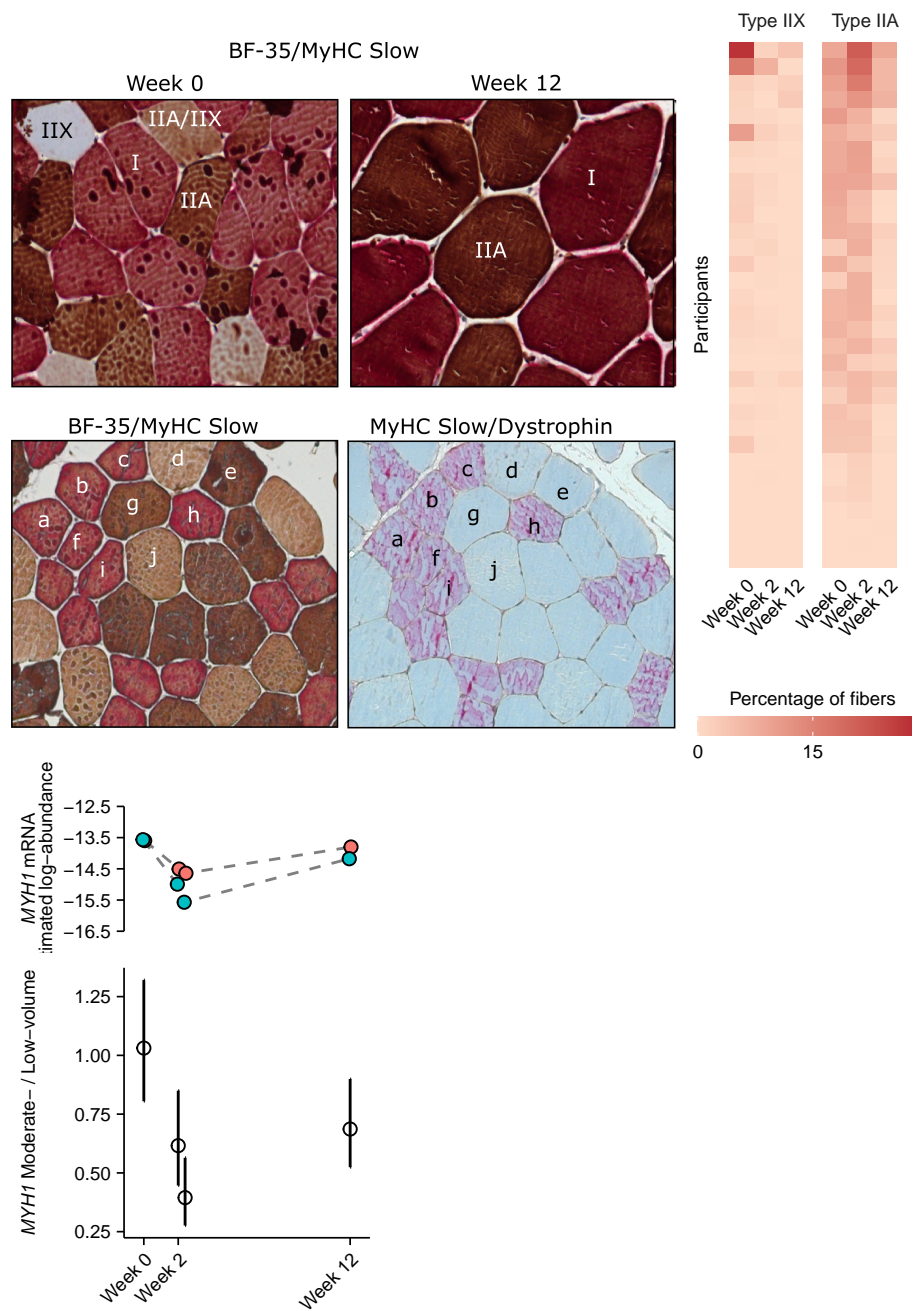 BF-35/MyHC Slow
Week 0
Week 12
IIX
IIA/IIX
I
IIA
I
IIA
BF-35/MyHC Slow
MyHC Slow/Dystrophin
a
b
c
d
e
f
g
h
i
j
a
b
c
d
e
f
g
h
i
j
Type IIX
Type IIA
Participants
Week 0
Week 2
Week 12
Week 0
Week 2
Week 12
Percentage of fibers
0
15
MYH1 mRNA
timated log−abundance
−12.5
−13.5
−14.5
−15.5
−16.5
MYH1 Moderate− / Low−volume
1.25
1.00
0.75
0.50
0.25
Week 0
Week 2
Week 12